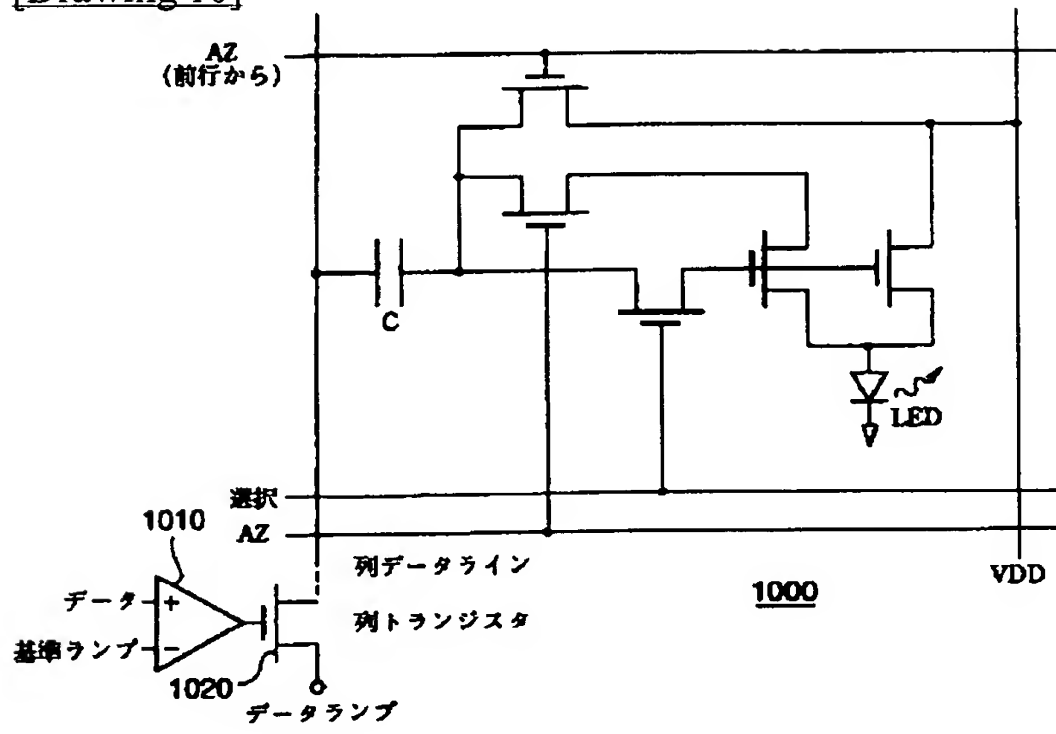 [Drawing 10]
AZ
(前行から)
C
LED
選択
AZ
1010
列データライン
VDD
1000
データ
+
列トランジスタ
基準ランプ
−
1020
データランプ